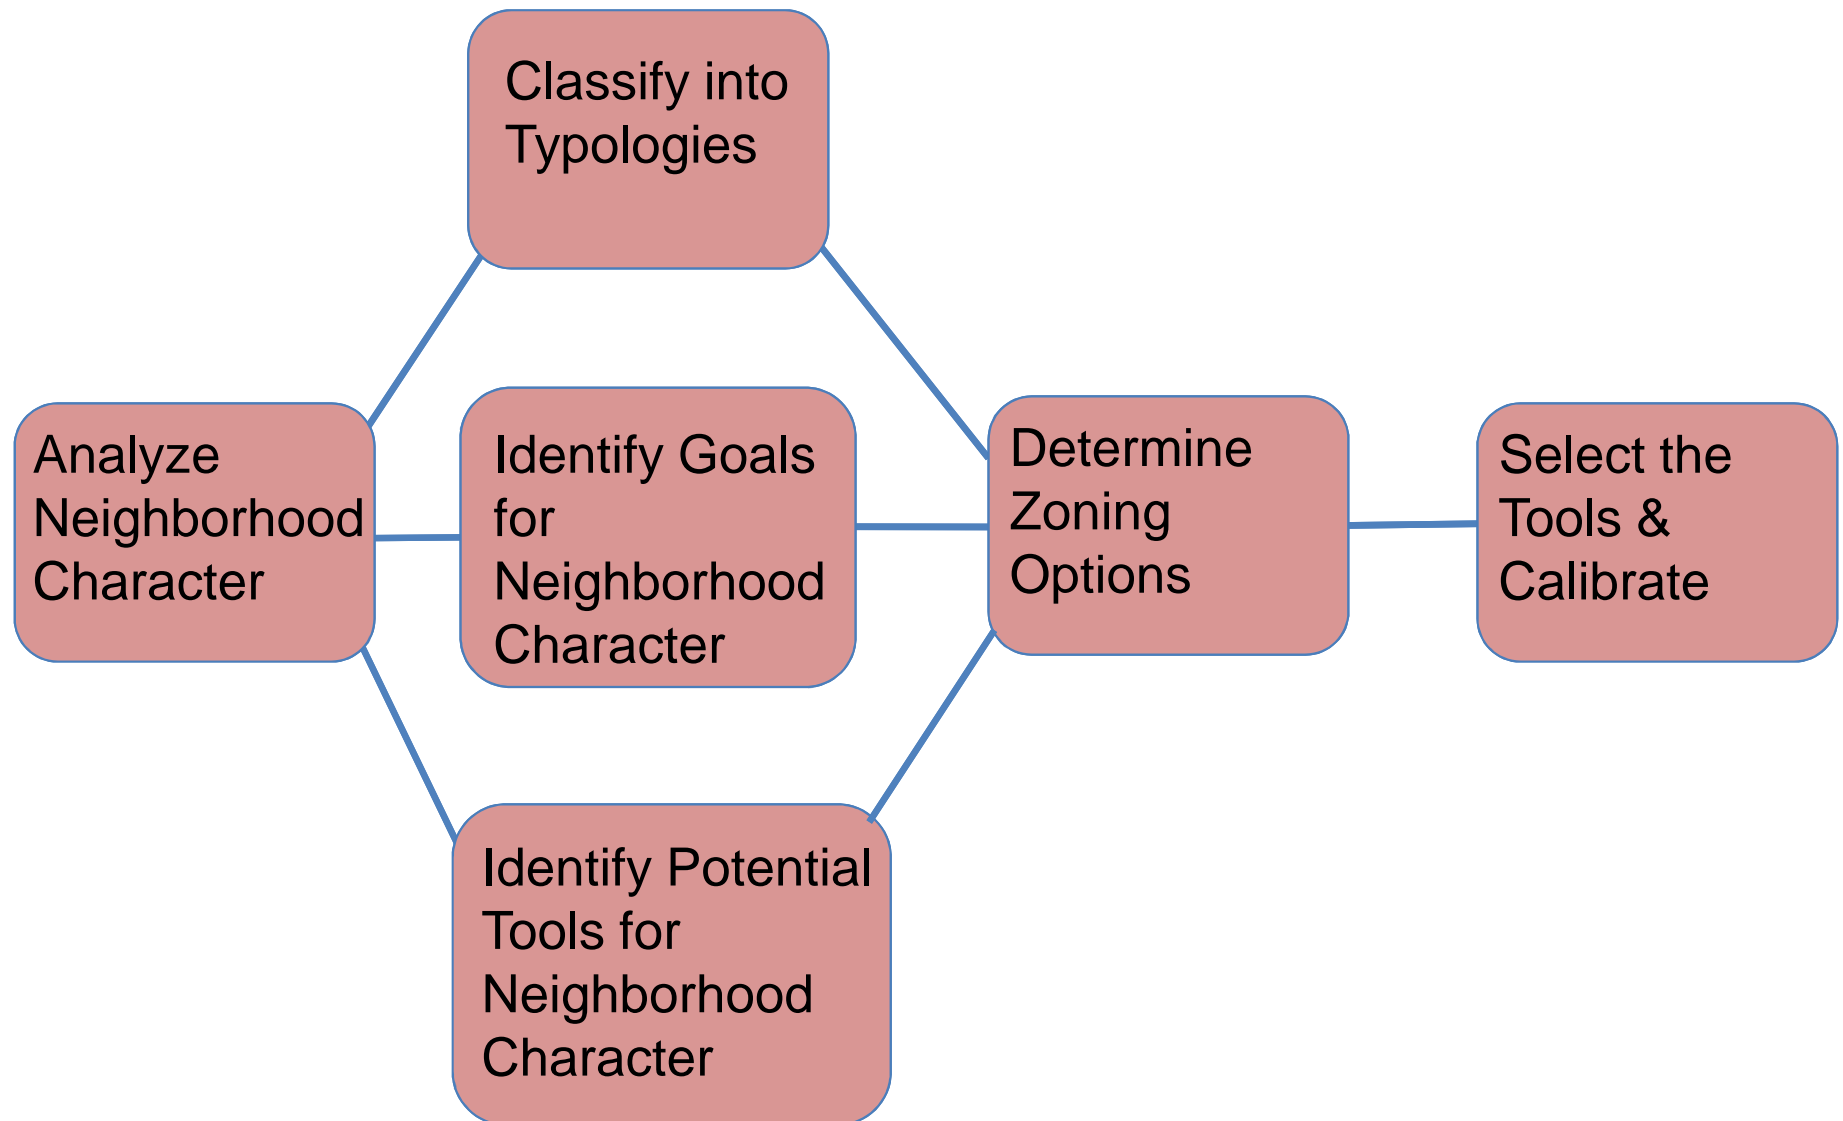 Classify into
Typologies
Analyze
Neighborhood
Character
Identify Goals
for
Neighborhood
Character
Determine
Zoning
Options
Select the
Tools &
Calibrate
Identify Potential
Tools for
Neighborhood
Character